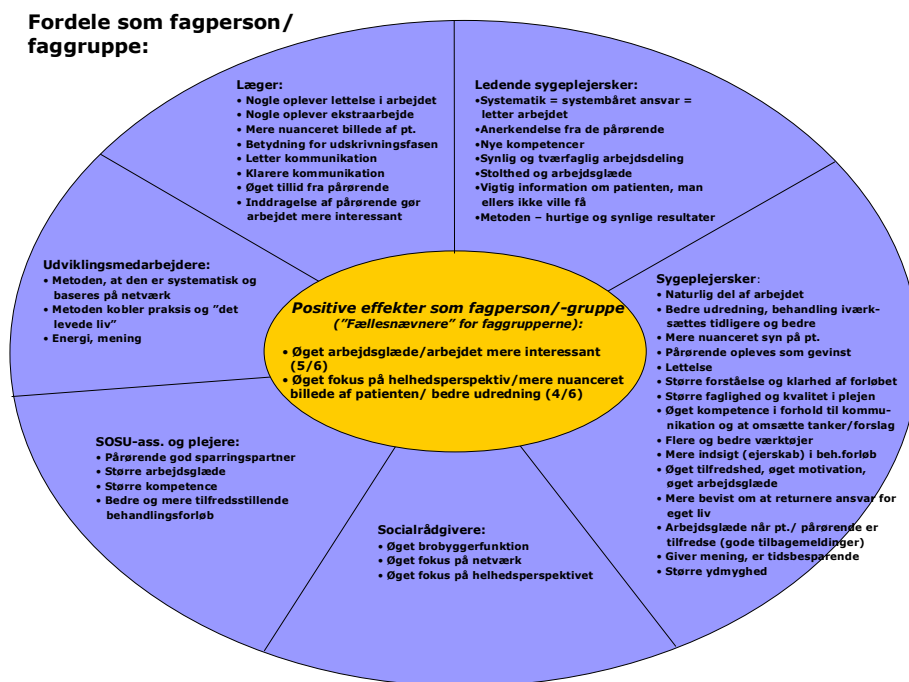 Fordele som fagperson/
faggruppe:
Læger:
• Nogle oplever lettelse i arbejdet
• Nogle oplever ekstraarbejde
• Mere nuanceret billede af pt.
• Betydning for udskrivningsfasen
• Letter kommunikation
• Klarere kommunikation
• Øget tillid fra pårørende
• Inddragelse af pårørende gør
arbejdet mere interessant
Ledende sygeplejersker:
•Systematik = systembåret ansvar =
letter arbejdet
•Anerkendelse fra de pårørende
•Nye kompetencer
•Synlig og tværfaglig arbejdsdeling
•Stolthed og arbejdsglæde
•Vigtig information om patienten, man
ellers ikke ville få
•Metoden – hurtige og synlige resultater
Udviklingsmedarbejdere:
• Metoden, at den er systematisk og
baseres på netværk
• Metoden kobler praksis og ”det
levede liv”
• Energi, mening
Positive effekter som fagperson/-gruppe
(”Fællesnævnere” for faggrupperne):
• Øget arbejdsglæde/arbejdet mere interessant
(5/6)
• Øget fokus på helhedsperspektiv/mere nuanceret
billede af patienten/ bedre udredning (4/6)
Sygeplejersker:
• Naturlig del af arbejdet
• Bedre udredning, behandling iværk-
sættes tidligere og bedre
• Mere nuanceret syn på pt.
• Pårørende opleves som gevinst
• Lettelse
• Større forståelse og klarhed af forløbet
• Større faglighed og kvalitet i plejen
• Øget kompetence i forhold til kommu-
nikation og at omsætte tanker/forslag
• Flere og bedre værktøjer
• Mere indsigt (ejerskab) i beh.forløb
• Øget tilfredshed, øget motivation,
øget arbejdsglæde
• Mere bevist om at returnere ansvar for
eget liv
• Arbejdsglæde når pt./ pårørende er
tilfredse (gode tilbagemeldinger)
• Giver mening, er tidsbesparende
• Større ydmyghed
SOSU-ass. og plejere:
• Pårørende god sparringspartner
• Større arbejdsglæde
• Større kompetence
• Bedre og mere tilfredsstillende
behandlingsforløb
Socialrådgivere:
• Øget brobyggerfunktion
• Øget fokus på netværk
• Øget fokus på helhedsperspektivet